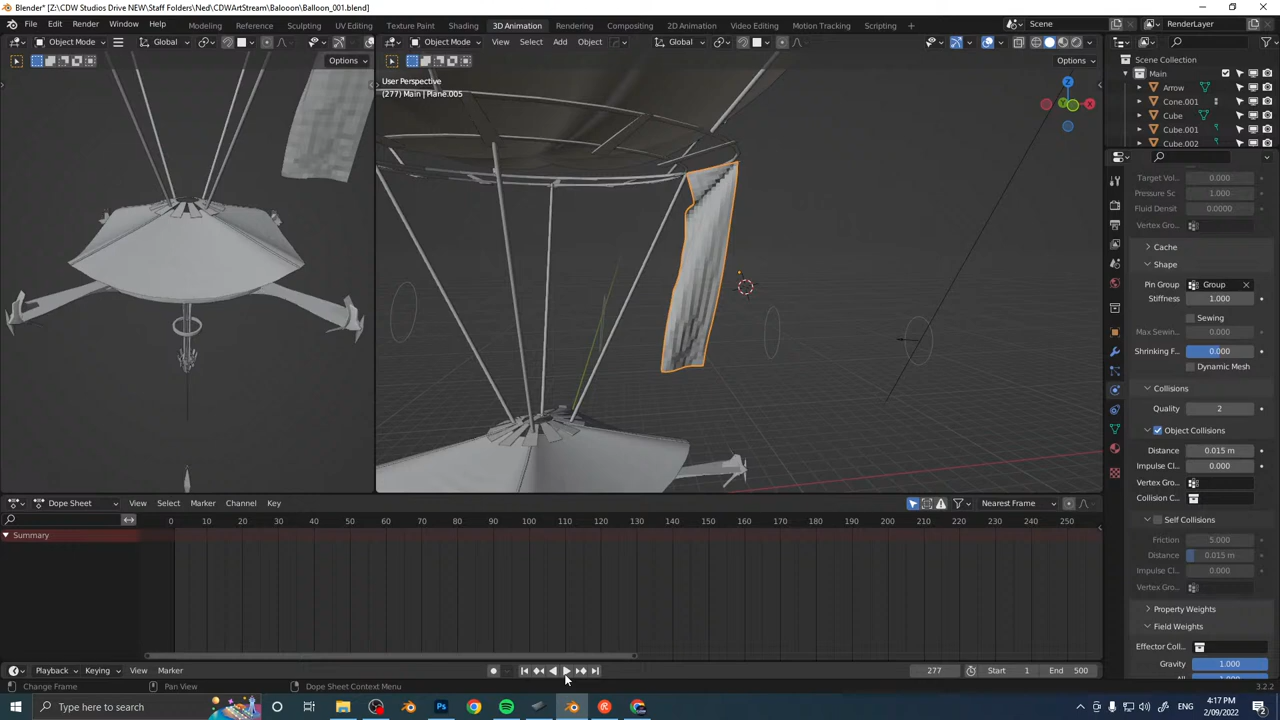 Blender* [Z:\CDW Studios Drive NEW\Staff Folders\Ned\CDWArtStream\Balooon\Balloon_001.blend]
File Edit Render Window Help Modeling Reference Sculpting UV Editing Texture Paint Shading 3D Animation Rendering Compositing 2D Animation Video Editing Scene RenderLayer
Object Mode Global Object Mode View Select Add Object Global
Options Options
User Perspective
(277) Main | Plane.005
Scene Collection
Main
Arrow
Cone.001
Cube
Cube.001
Cube.002
Target Vol 0.000
Pressure Sc 1.000
Fluid Densit 0.0000
Vertex Gro
Cache
Shape
Pin Group Group
Stiffness 1.000
Sewing
Max Sewin 0.000
Shrinking F 0.000
Dynamic Mesh
Collisions
Quality 2
Object Collisions
Distance 0.015 m
Impulse Cl 0.000
Vertex Gro
Collision C
Self Collisions
Friction 5.000
Distance 0.015 m
Impulse Cl 0.000
Vertex Gro
Property Weights
Field Weights
Effector Coll
Gravity 1.000
Z
Dope Sheet View Select Marker Channel Key Nearest Frame
0 10 20 30 40 50 60 70 80 90 100 110 120 130 140 150 160 170 180 190 200 210 220 230 240 250
Summary
Playback Keying View Marker 277 Start 1 End 500
Change Frame Pan View Dope Sheet Context Menu 3.2.2
Type here to search Ps ENG 4:17 PM
2/09/2022